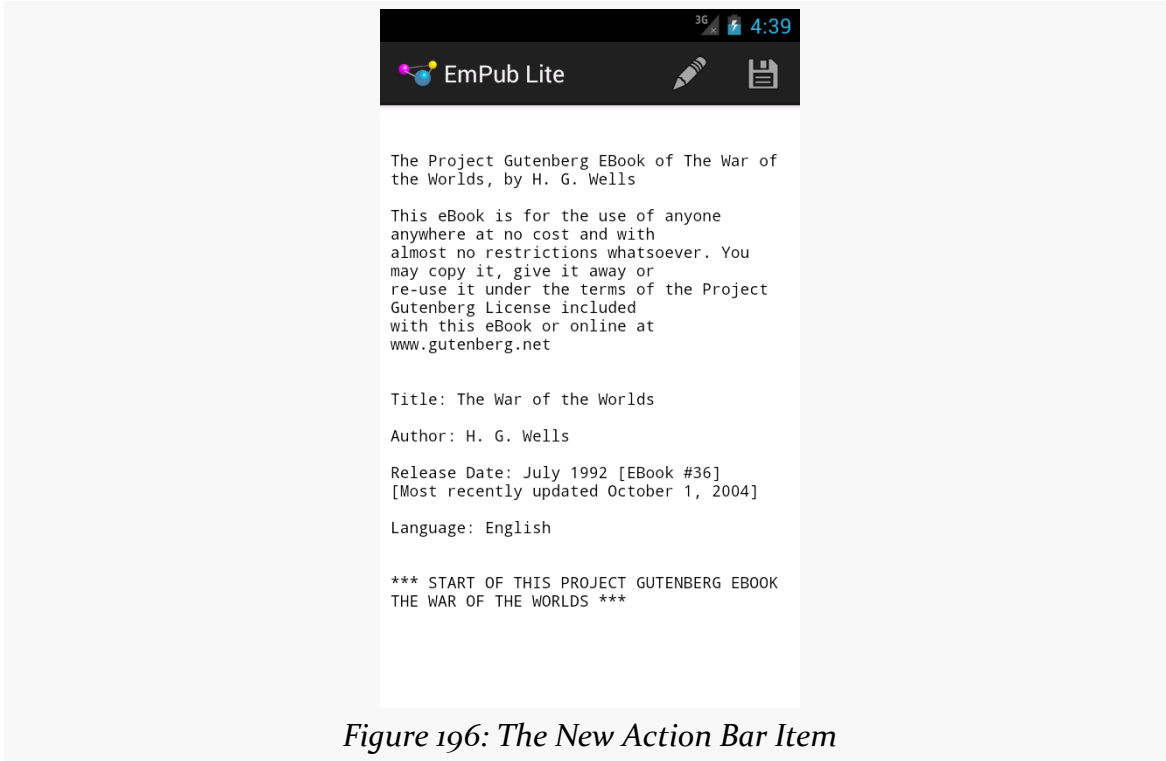 3G
4:39
EmPub Lite
The Project Gutenberg EBook of The War of
the Worlds, by H. G. Wells
This eBook is for the use of anyone
anywhere at no cost and with
almost no restrictions whatsoever. You
may copy it, give it away or
re-use it under the terms of the Project
Gutenberg License included
with this eBook or online at
www.gutenberg.net
Title: The War of the Worlds
Author: H. G. Wells
Release Date: July 1992 [EBook #36]
[Most recently updated October 1, 2004]
Language: English
*** START OF THIS PROJECT GUTENBERG EBOOK
THE WAR OF THE WORLDS ***
Figure 196: The New Action Bar Item